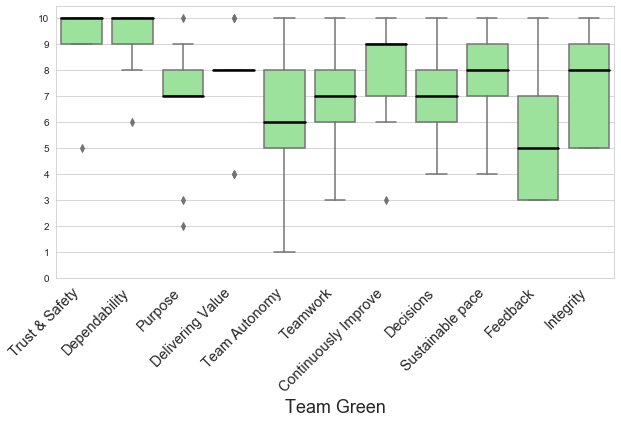 10
9
8
7
6
5
4
3
2
1
0
Trust & Safety
Dependability
Purpose
Delivering Value
Team Autonomy
Teamwork
Continuously Improve
Decisions
Sustainable pace
Feedback
Integrity
Team Green